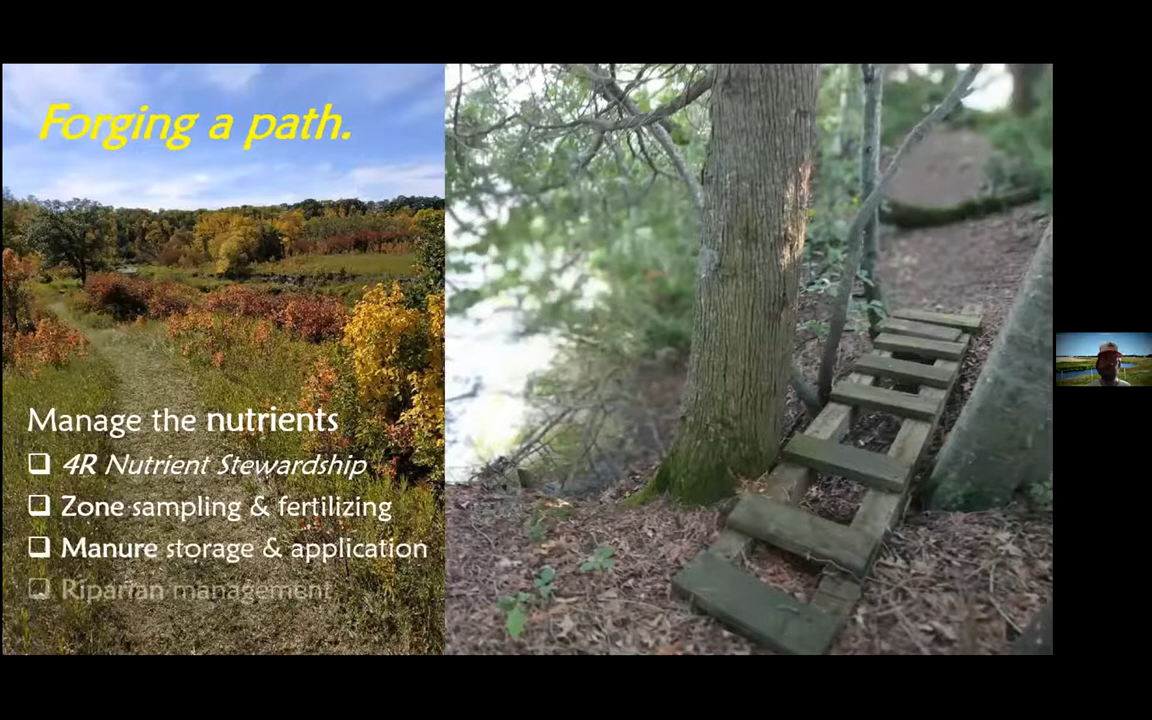 Forging a path.
Manage the nutrients
❑ 4R Nutrient Stewardship
❑ Zone sampling & fertilizing
❑ Manure storage & application
❑ Riparian management